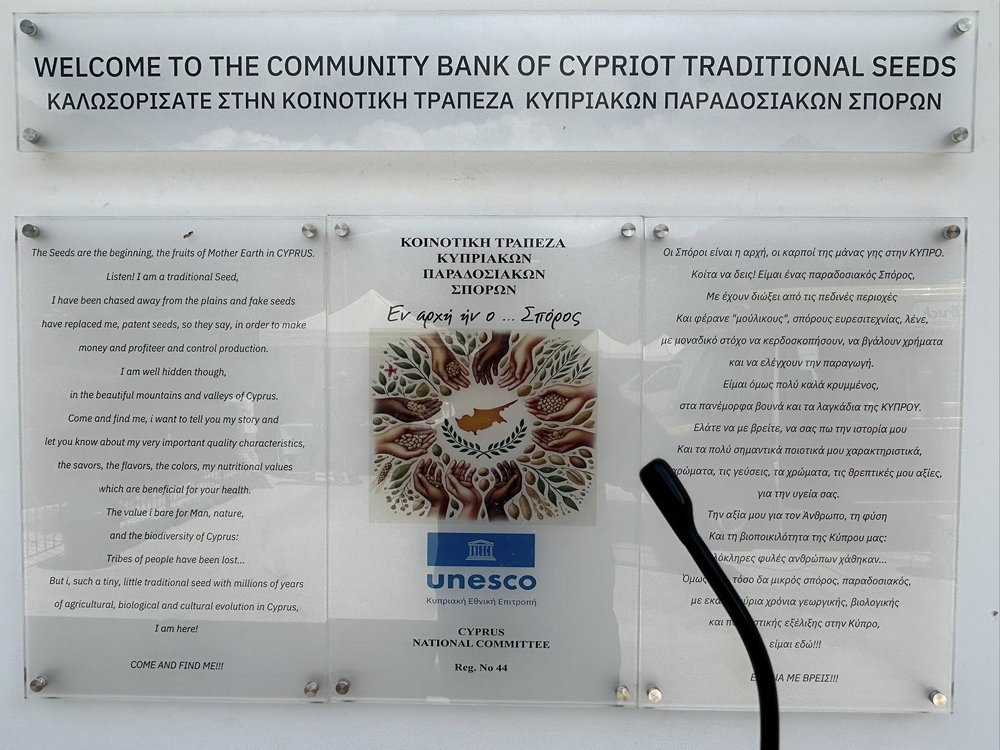 WELCOME TO THE COMMUNITY BANK OF CYPRIOT TRADITIONAL SEEDS
ΚΑΛΩΣΟΡΙΣΑΤΕ ΣΤΗΝ ΚΟΙΝΟΤΙΚΗ ΤΡΑΠΕΖΑ ΚΥΠΡΙΑΚΩΝ ΠΑΡΑΔΟΣΙΑΚΩΝ ΣΠΟΡΩΝ
The Seeds are the beginning, the fruits of Mother Earth in CYPRUS.
Listen! I am a traditional Seed,
I have been chased away from the plains and fake seeds
have replaced me, patent seeds, so they say, in order to make
money and profiteer and control production.
I am well hidden though,
in the beautiful mountains and valleys of Cyprus.
Come and find me, i want to tell you my story and
let you know about my very important quality characteristics,
the savors, the flavors, the colors, my nutritional values
which are beneficial for your health.
The value i bare for Man, nature,
and the biodiversity of Cyprus:
Tribes of people have been lost...
But i, such a tiny, little traditional seed with millions of years
of agricultural, biological and cultural evolution in Cyprus,
I am here!
COME AND FIND ME!!!
ΚΟΙΝΟΤΙΚΗ ΤΡΑΠΕΖΑ
ΚΥΠΡΙΑΚΩΝ
ΠΑΡΑΔΟΣΙΑΚΩΝ
ΣΠΟΡΩΝ
Εν αρχή ήν ο ... Σπόρος
unesco
Κυπριακή Εθνική Επιτροπή
CYPRUS
NATIONAL COMMITTEE
Reg. No 44
Οι Σπόροι είναι η αρχή, οι καρποί της μάνας γης στην ΚΥΠΡΟ.
Κοίτα να δεις! Είμαι ένας παραδοσιακός Σπόρος,
Με έχουν διώξει από τις πεδινές περιοχές
Και φέρανε "μούλικους", σπόρους ευρεσιτεχνίας, λένε,
με μοναδικό στόχο να κερδοσκοπήσουν, να βγάλουν χρήματα
και να ελέγχουν την παραγωγή.
Είμαι όμως πολύ καλά κρυμμένος,
στα πανέμορφα βουνά και τα λαγκάδια της ΚΥΠΡΟΥ.
Ελάτε να με βρείτε, να σας πω την ιστορία μου
Και τα πολύ σημαντικά ποιοτικά μου χαρακτηριστικά,
τις γεύσεις, τα χρώματα, τις θρεπτικές μου αξίες,
για την υγεία σας.
Την αξία μου για τον Άνθρωπο, τη φύση
Και τη βιοποικιλότητα της Κύπρου μας:
φυλές ανθρώπων χάθηκαν...
τόσο δα μικρός σπόρος, παραδοσιακός,
με χρόνια γεωργικής, βιολογικής
και εξέλιξης στην Κύπρο,
είμαι εδώ!!!
ΜΕ ΒΡΕΙΣ!!!